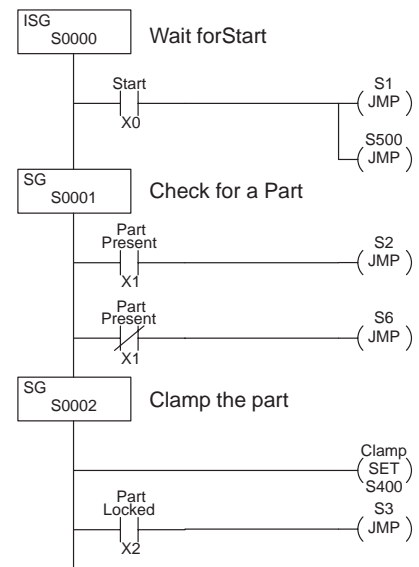 ISG
S0000
Wait forStart
Start
X0
S1
JMP
S500
JMP
SG
S0001
Check for a Part
Part
Present
X1
S2
JMP
Part
Present
X1
S6
JMP
SG
S0002
Clamp the part
Clamp
SET
S400
Part
Locked
X2
S3
JMP